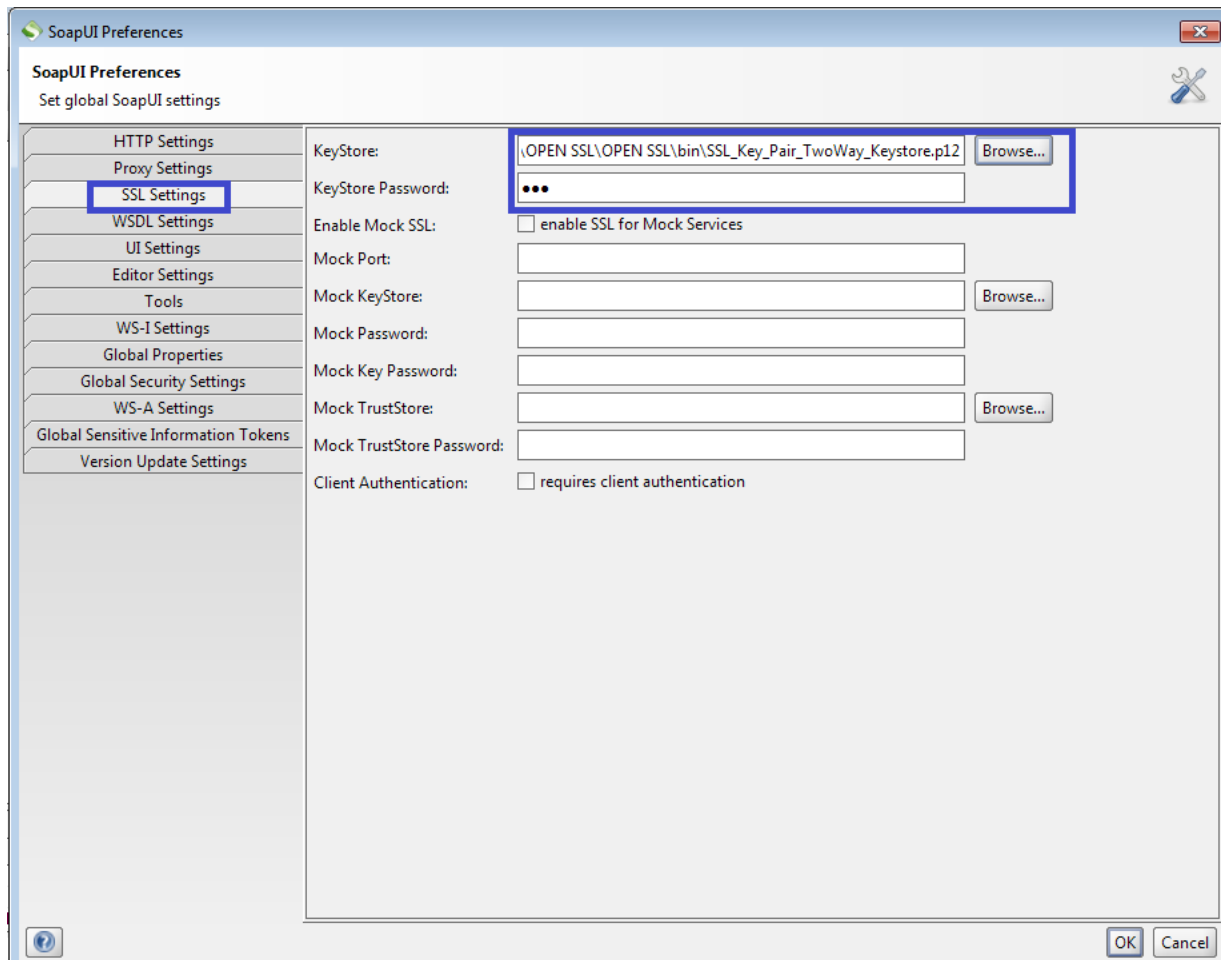 SoapUI Preferences
SoapUI Preferences
Set global SoapUI settings
HTTP Settings
Proxy Settings
SSL Settings
WSDL Settings
UI Settings
Editor Settings
Tools
WS-I Settings
Global Properties
Global Security Settings
WS-A Settings
Global Sensitive Information Tokens
Version Update Settings
KeyStore: \OPEN SSL\OPEN SSL\bin\SSL_Key_Pair_TwoWay_Keystore.p12 Browse...
KeyStore Password: ●●●
Enable Mock SSL: enable SSL for Mock Services
Mock Port:
Mock KeyStore: Browse...
Mock Password:
Mock Key Password:
Mock TrustStore: Browse...
Mock TrustStore Password:
Client Authentication: requires client authentication
OK Cancel